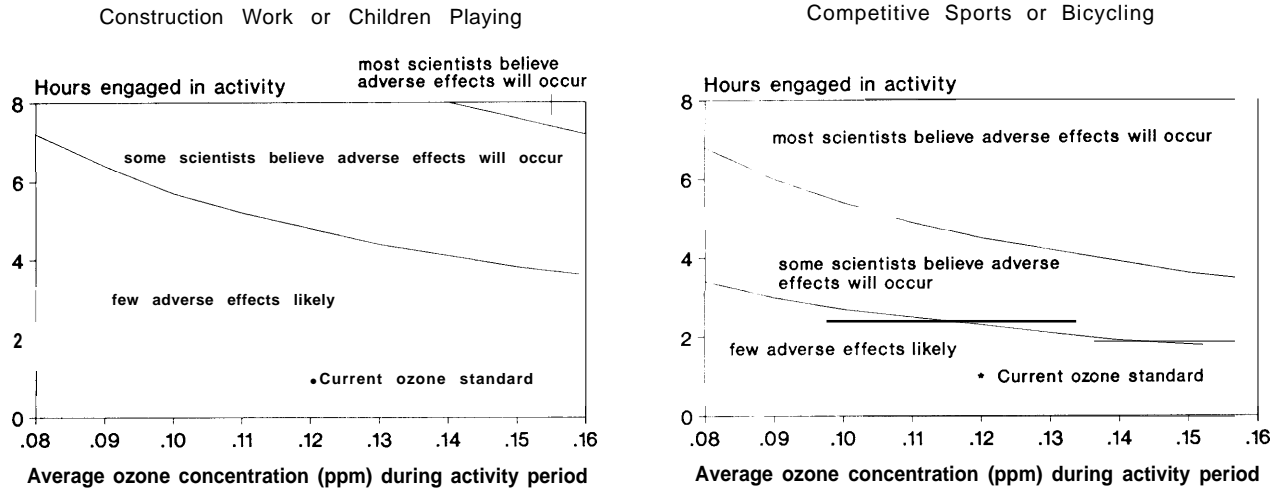 Construction Work or Children Playing
Hours engaged in activity
most scientists believe
adverse effects will occur
8
some scientists believe adverse effects will occur
6
4
few adverse effects likely
2
Current ozone standard
0
.08 .09 .10 .11 .12 .13 .14 .15 .16
Average ozone concentration (ppm) during activity period
Competitive Sports or Bicycling
Hours engaged in activity
8
most scientists believe adverse effects will occur
6
4
some scientists believe adverse
effects will occur
2
few adverse effects likely
* Current ozone standard
0
.08 .09 .10 .11 .12 .13 .14 .15 .16
Average ozone concentration (ppm) during activity period